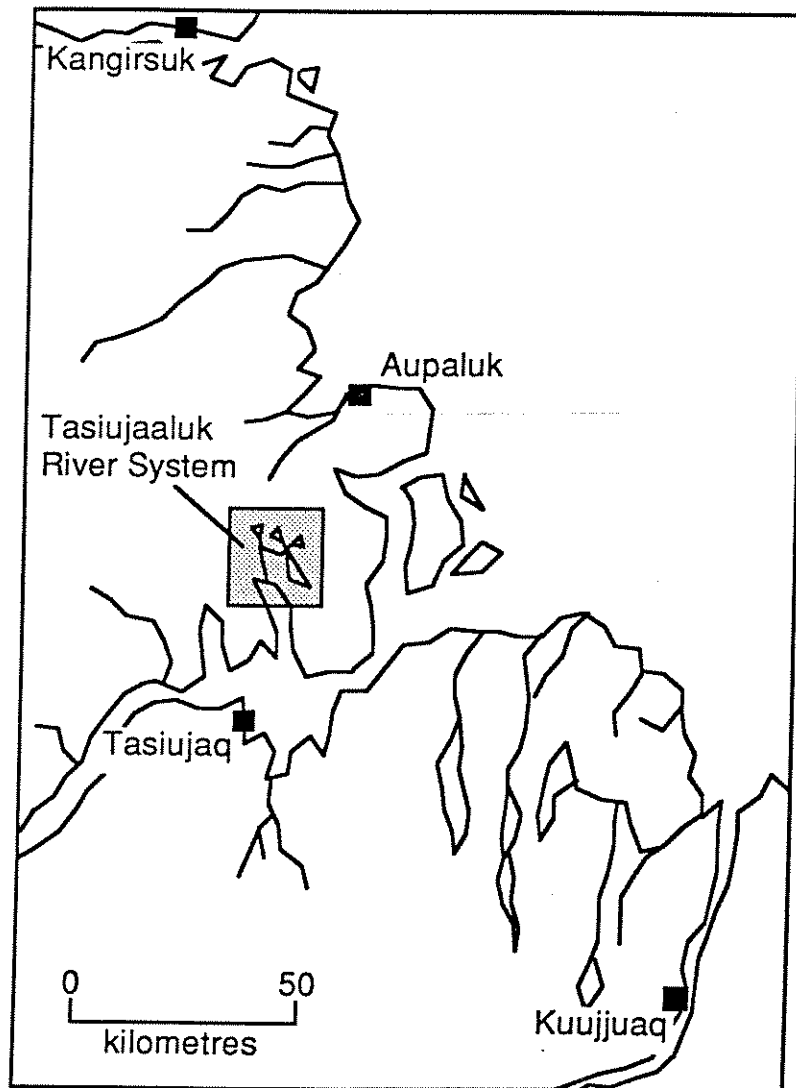 Kangirsuk
Aupaluk
Tasiujaaluk
River System
Tasiujaq
0 50
kilometres
Kuujjuaq